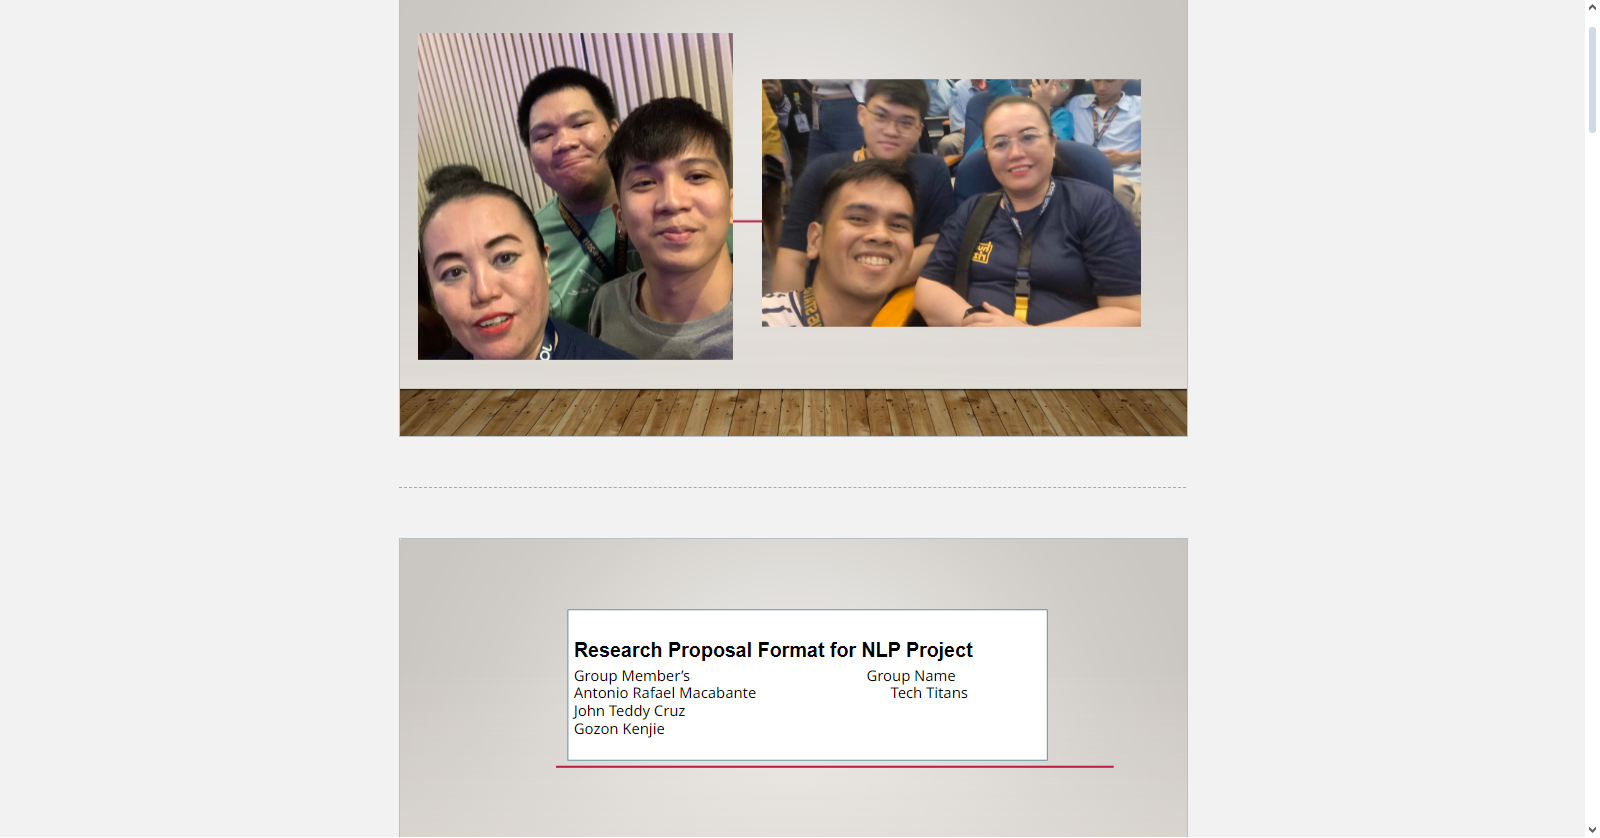 Research Proposal Format for NLP Project
Group Member’s Group Name
Antonio Rafael Macabante Tech Titans
John Teddy Cruz
Gozon Kenjie